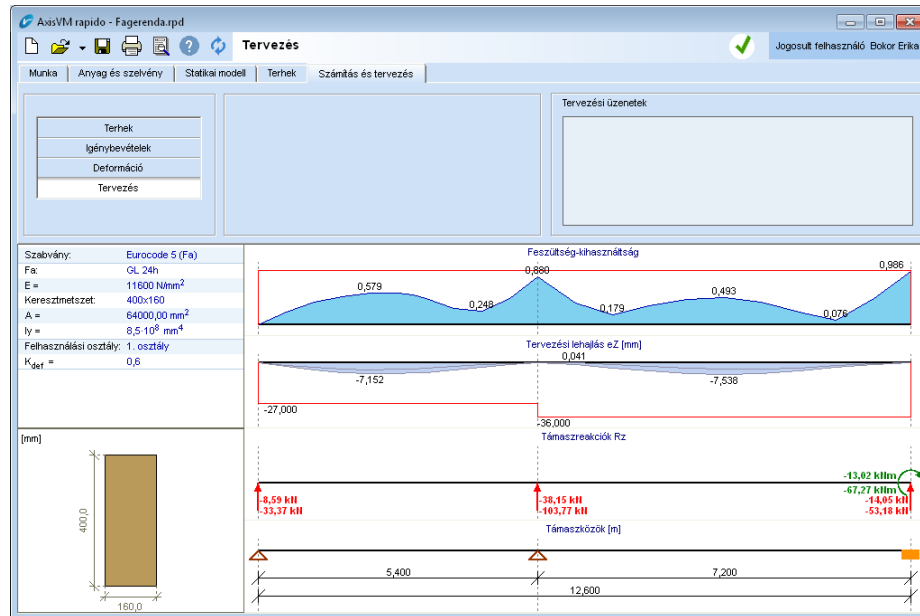 AxisVM rapido - Fagerenda.rpd
Tervezés
Jogosult felhasználó Bokor Erika
Munka
Anyag és szelvény
Statikai modell
Terhek
Számítás és tervezés
Terhek
Igénybevételek
Deformáció
Tervezés
Tervezési üzenetek
Szabvány: Eurocode 5 (Fa)
Fa: GL 24h
E = 11600 N/mm²
Keresztmetszet: 400x160
A = 64000,00 mm²
Iy = 8,5·10⁸ mm⁴
Felhasználási osztály: 1. osztály
Kdef = 0,6
Feszültség-kihasználtság
0,579
0,248
0,880
0,179
0,493
0,076
0,986
Tervezési lehajlás eZ [mm]
0,041
-7,152
-7,538
-27,000
-36,000
Támaszreakciók Rz
-13,02 kNm
-67,27 kNm
-8,59 kN
-33,37 kN
-38,15 kN
-103,77 kN
-14,05 kN
-53,18 kN
Támaszközök [m]
5,400
7,200
12,600
[mm]
400,0
160,0